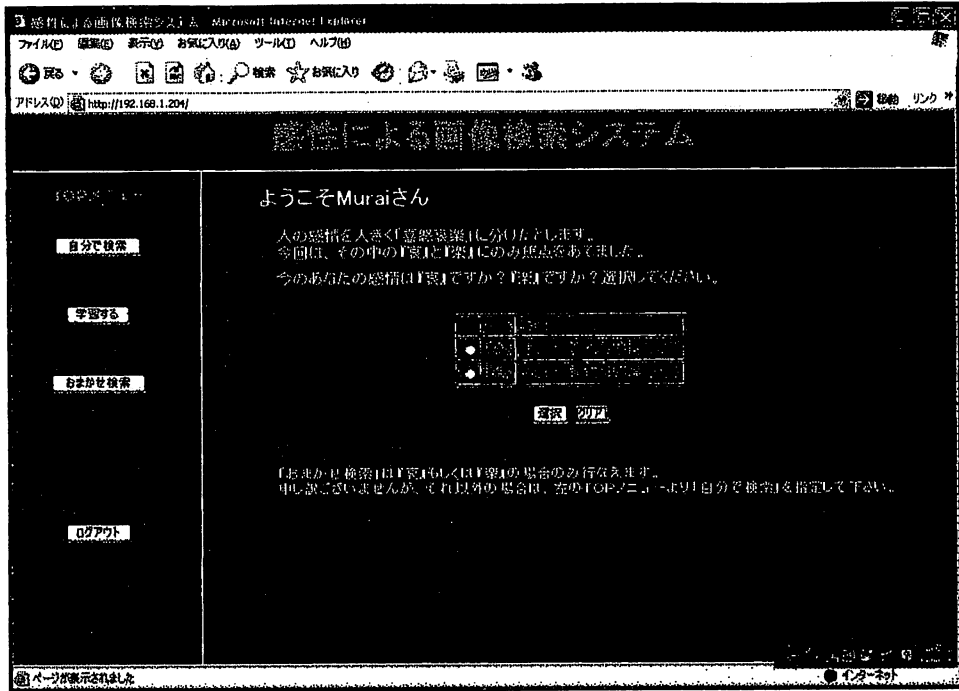 感性による画像検索システム - Microsoft Internet Explorer
ファイル(F) 編集(E) 表示(V) お気に入り(A) ツール(T) ヘルプ(H)
戻る 検索 お気に入り
アドレス(D) http://192.168.1.204/ 移動 リンク »
感性による画像検索システム
TOPメニュー
自分で検索
学習する
おまかせ検索
ログアウト
ようこそMuraiさん
人の感情を大きく「喜怒哀楽」に分けたとします。
今回は、その中の『哀』と『楽』にのみ焦点をあてました。
今のあなたの感情は『哀』ですか?『楽』ですか?選択してください。
選択 クリア
「おまかせ検索」は『哀』もしくは『楽』の場合のみ行なえます。
申し訳ございませんが、それ以外の場合は、左のTOPメニューより「自分で検索」を指定して下さい。
ページが表示されました インターネット